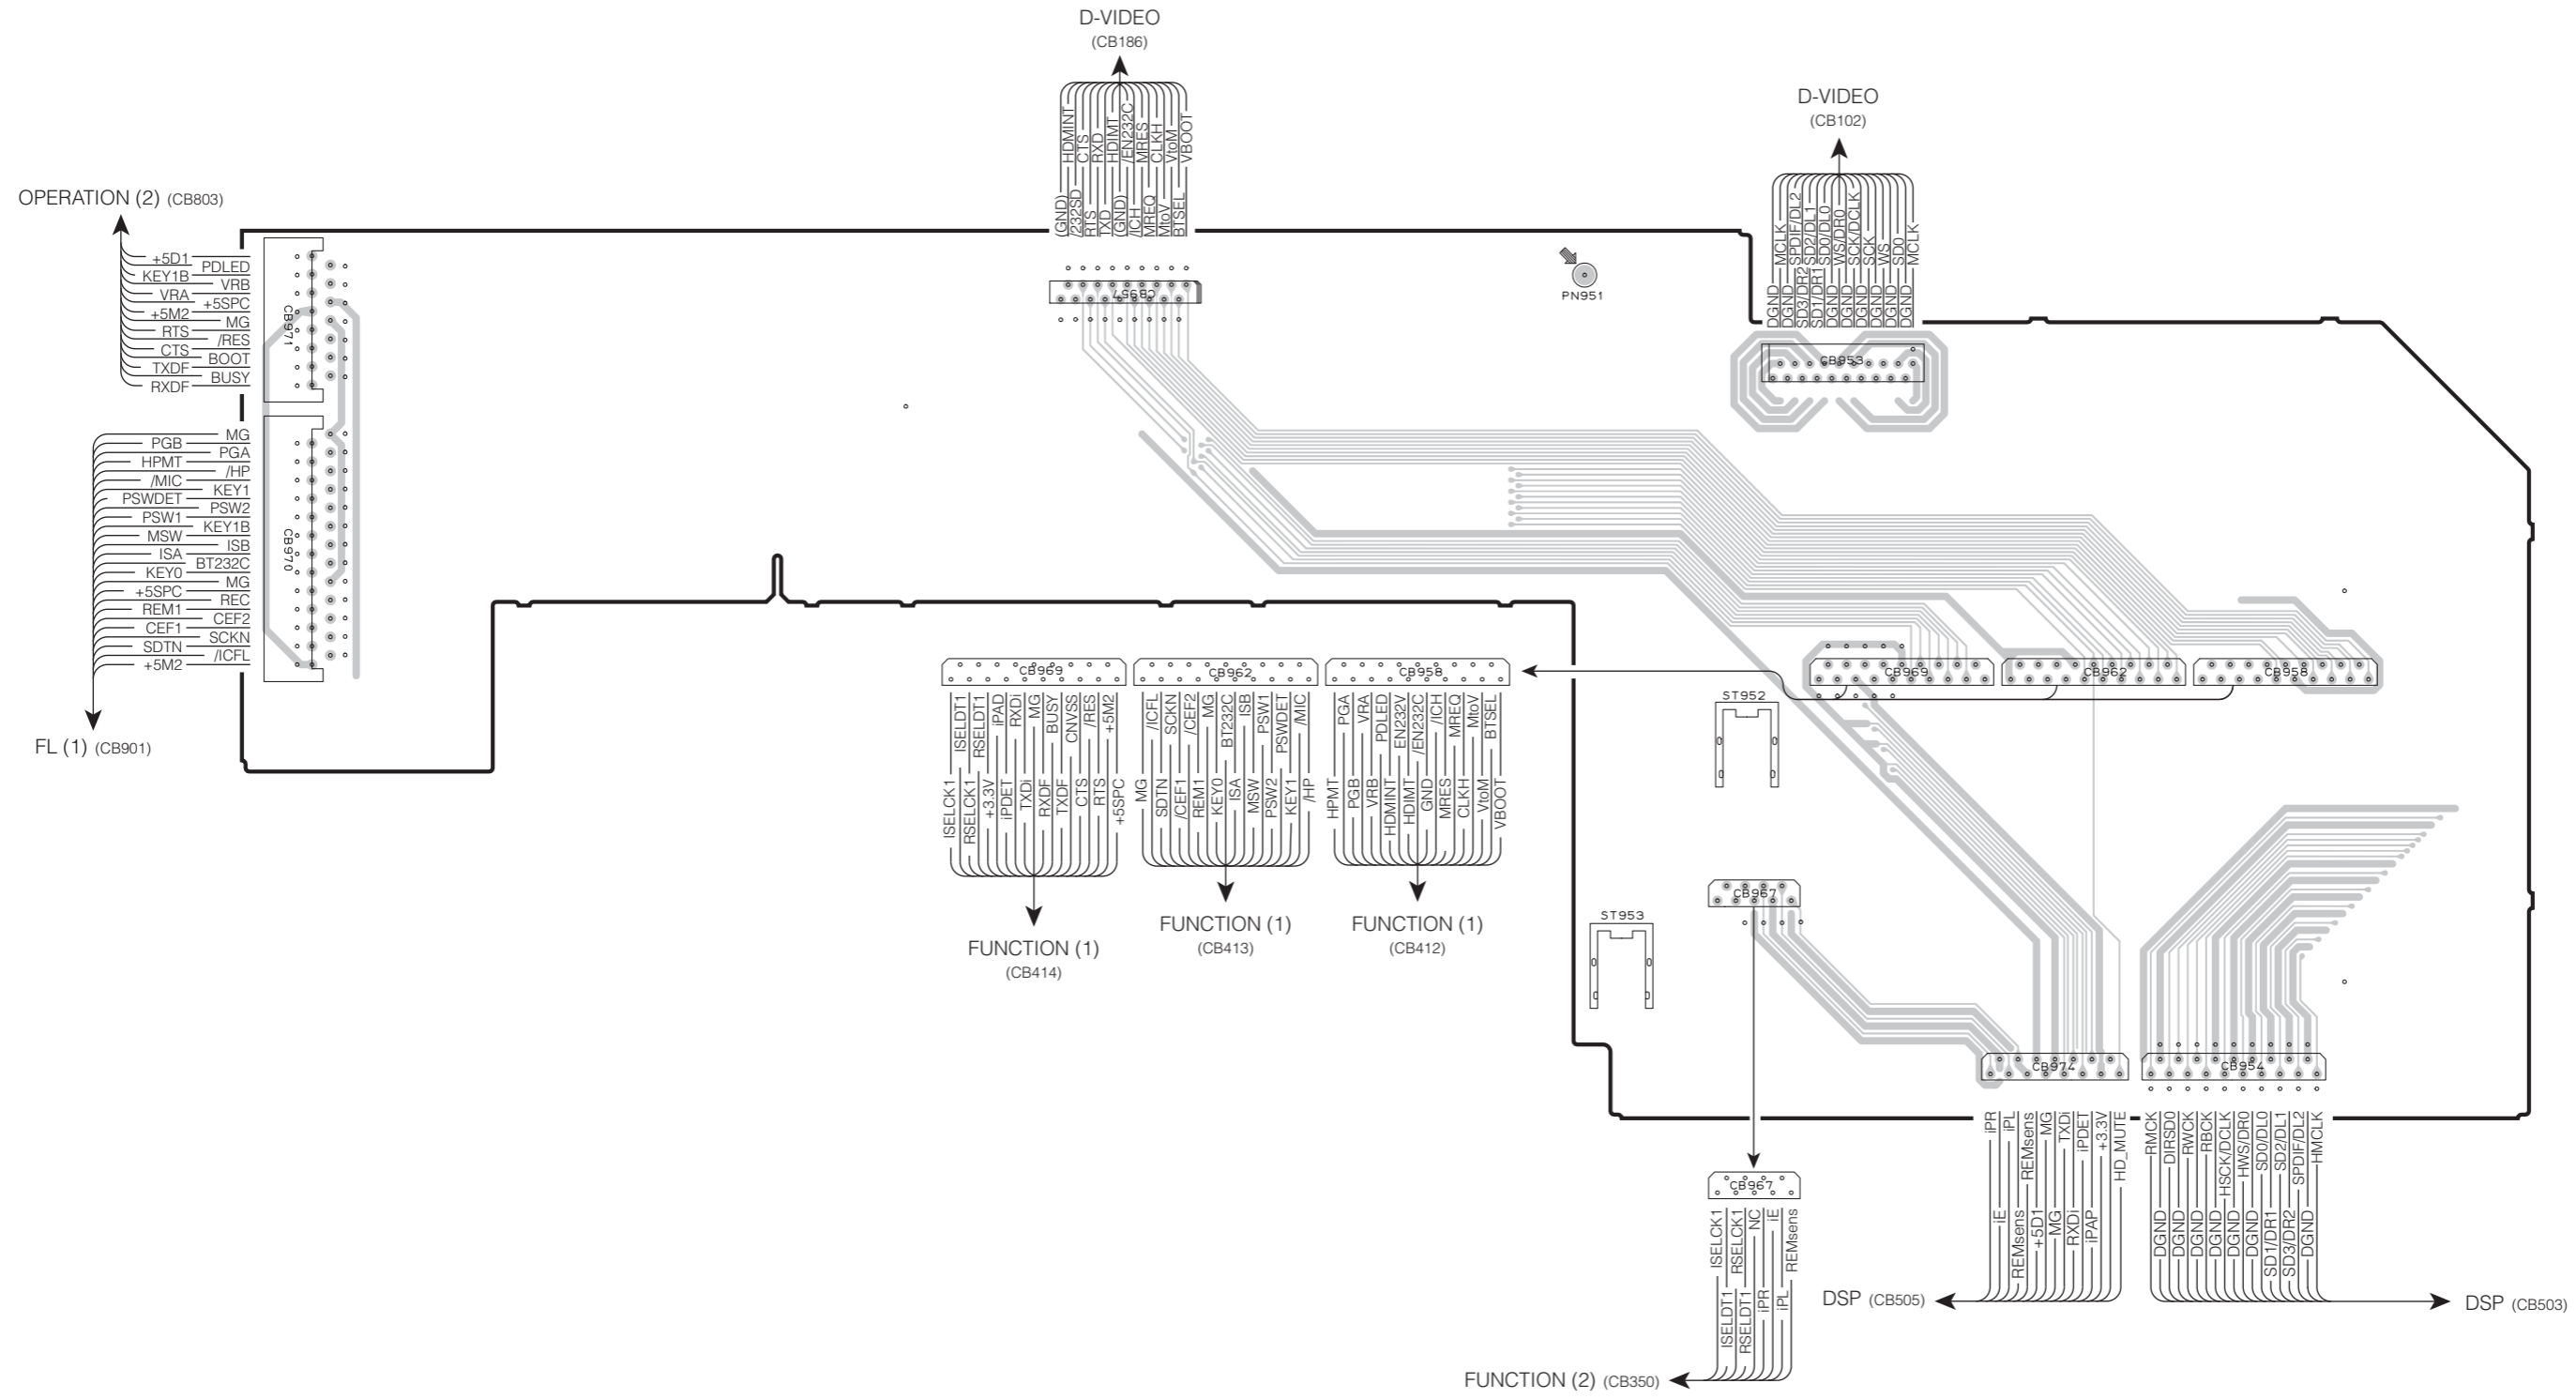 D-VIDEO
(CB186)
(GND)
HDMINT
/232SD
CTS
RTS
RXD
TXD
HDIMT
(GND)
/EN232C
/ICH
MRES
MREQ
CLKH
MtoV
VtoM
BTSEL
VBOOT
CB957
PN951
D-VIDEO
(CB102)
DGND
MCLK
DGND
SPDIF/DL2
SD3/DR2
SD2/DL1
SD1/DR1
SD0/DL0
DGND
WS/DR0
DGND
SCK/DCLK
DGND
SCK
DGND
WS
DGND
SD0
DGND
MCLK
CB953
OPERATION (2) (CB803)
+5D1
PDLED
KEY1B
VRB
VRA
+5SPC
+5M2
MG
RTS
/RES
CTS
BOOT
TXDF
BUSY
RXDF
CB971
MG
PGB
PGA
HPMT
/HP
/MIC
KEY1
PSWDET
PSW2
PSW1
KEY1B
MSW
ISB
ISA
BT232C
KEY0
MG
+5SPC
REC
REM1
CEF2
CEF1
SCKN
SDTN
/ICFL
+5M2
CB970
FL (1) (CB901)
CB969
ISELCK1
ISELDT1
RSELCK1
RSELDT1
+3.3V
iPAD
iPDET
RXDi
TXDi
MG
RXDF
BUSY
TXDF
CNVSS
CTS
/RES
RTS
+5M2
+5SPC
FUNCTION (1)
(CB414)
CB962
MG
/ICFL
SDTN
SCKN
/CEF1
/CEF2
REM1
MG
KEY0
BT232C
ISA
ISB
MSW
PSW1
PSW2
PSWDET
KEY1
/MIC
/HP
FUNCTION (1)
(CB413)
CB958
HPMT
PGA
PGB
VRA
VRB
PDLED
HDMINT
EN232V
HDIMT
/EN232C
GND
/ICH
MRES
MREQ
CLKH
MtoV
VtoM
BTSEL
VBOOT
FUNCTION (1)
(CB412)
CB969
CB962
CB958
ST952
ST953
CB967
CB974
CB954
CB967
ISELCK1
ISELDT1
RSELCK1
RSELDT1
NC
iPR
iE
iPL
REMsens
FUNCTION (2) (CB350)
iPR
iE
iPL
REMsens
REMsens
+5D1
MG
MG
TXDi
RXDi
iPDET
iPAP
+3.3V
HD_MUTE
DSP (CB505)
RMCK
DGND
DIRSD0
DGND
RWCK
DGND
RBCK
DGND
HSCK/DCLK
DGND
HWS/DR0
DGND
SD0/DL0
SD1/DR1
SD2/DL1
SD3/DR2
SPDIF/DL2
DGND
HMCLK
DSP (CB503)